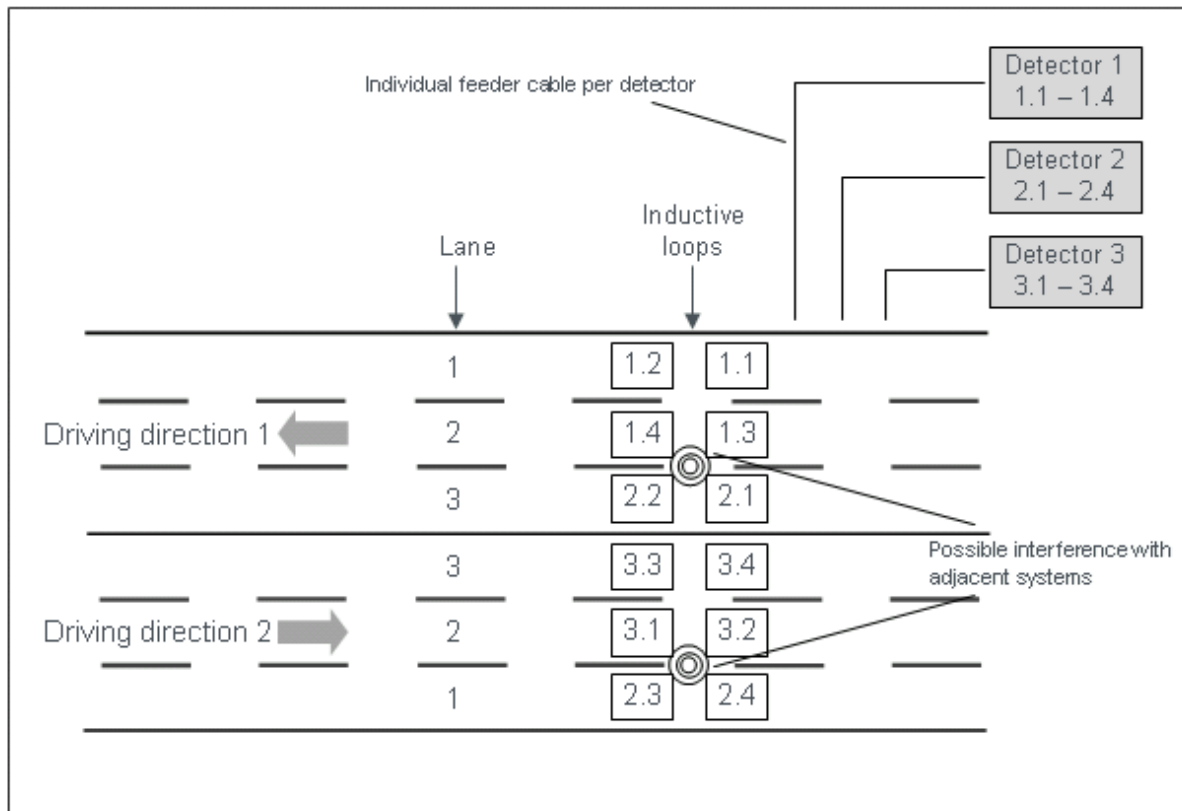 Detector 1
1.1 – 1.4
Individual feeder cable per detector
Detector 2
2.1 – 2.4
Inductive
loops
Lane
Detector 3
3.1 – 3.4
1
1.2
1.1
Driving direction 1
2
1.4
1.3
3
2.2
2.1
Possible interference with
adjacent systems
3
3.3
3.4
Driving direction 2
2
3.1
3.2
1
2.3
2.4